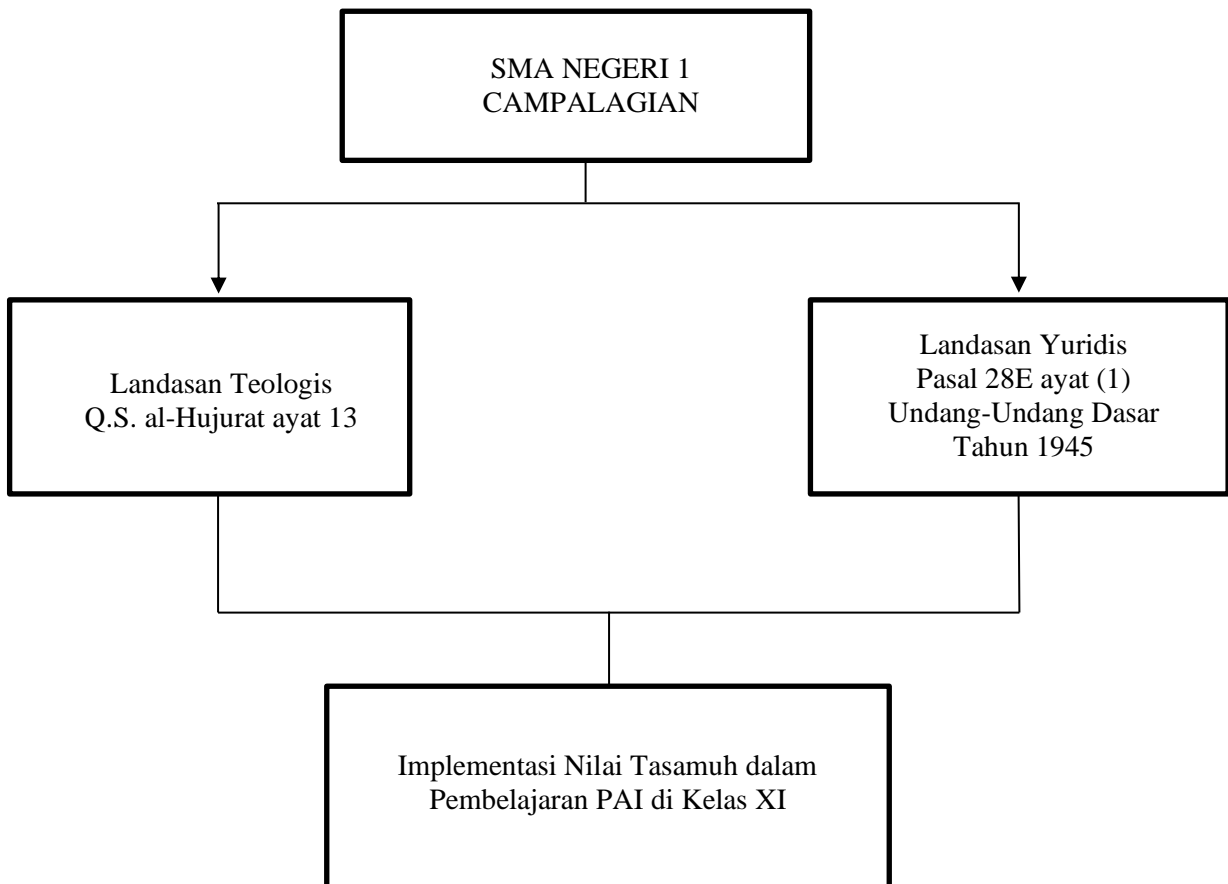 SMA NEGERI 1
CAMPALAGIAN
Landasan Teologis
Q.S. al-Hujurat ayat 13
Landasan Yuridis
Pasal 28E ayat (1)
Undang-Undang Dasar
Tahun 1945
Implementasi Nilai Tasamuh dalam
Pembelajaran PAI di Kelas XI